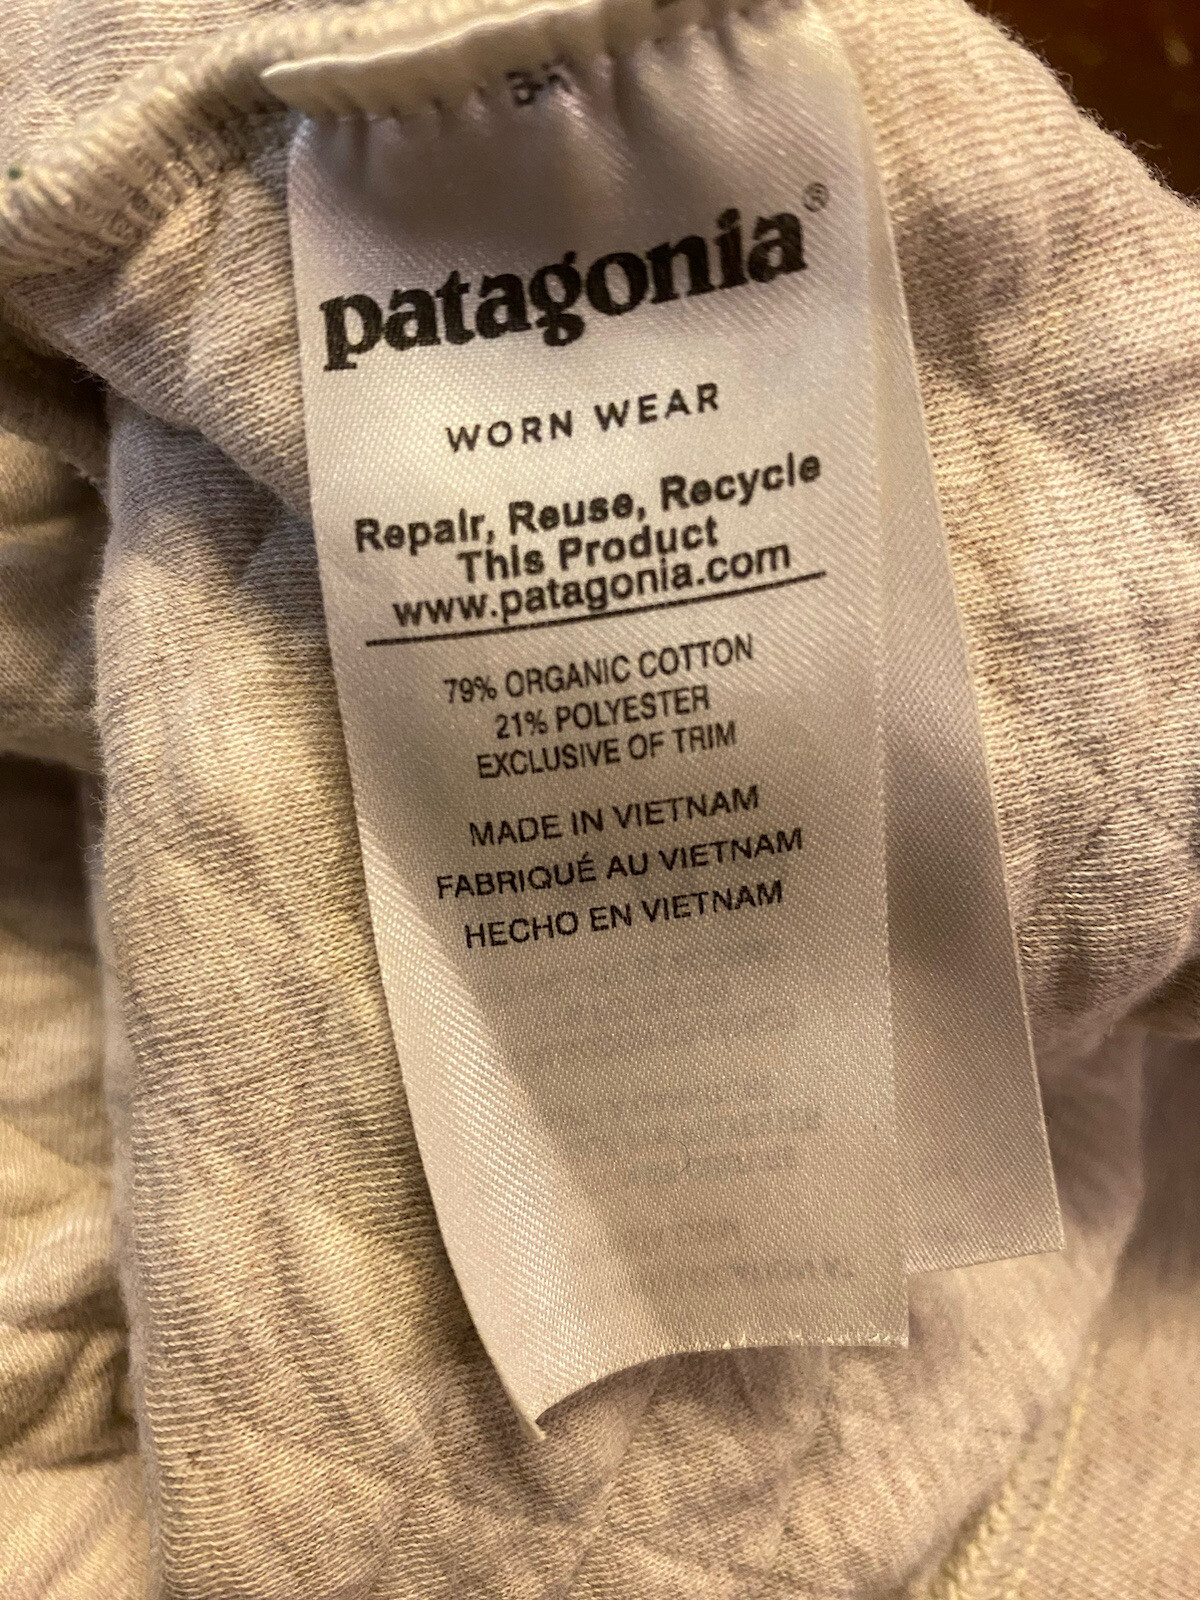 patagonia®
WORN WEAR
Repair, Reuse, Recycle
This Product
www.patagonia.com
79% ORGANIC COTTON
21% POLYESTER
EXCLUSIVE OF TRIM
MADE IN VIETNAM
FABRIQUÉ AU VIETNAM
HECHO EN VIETNAM